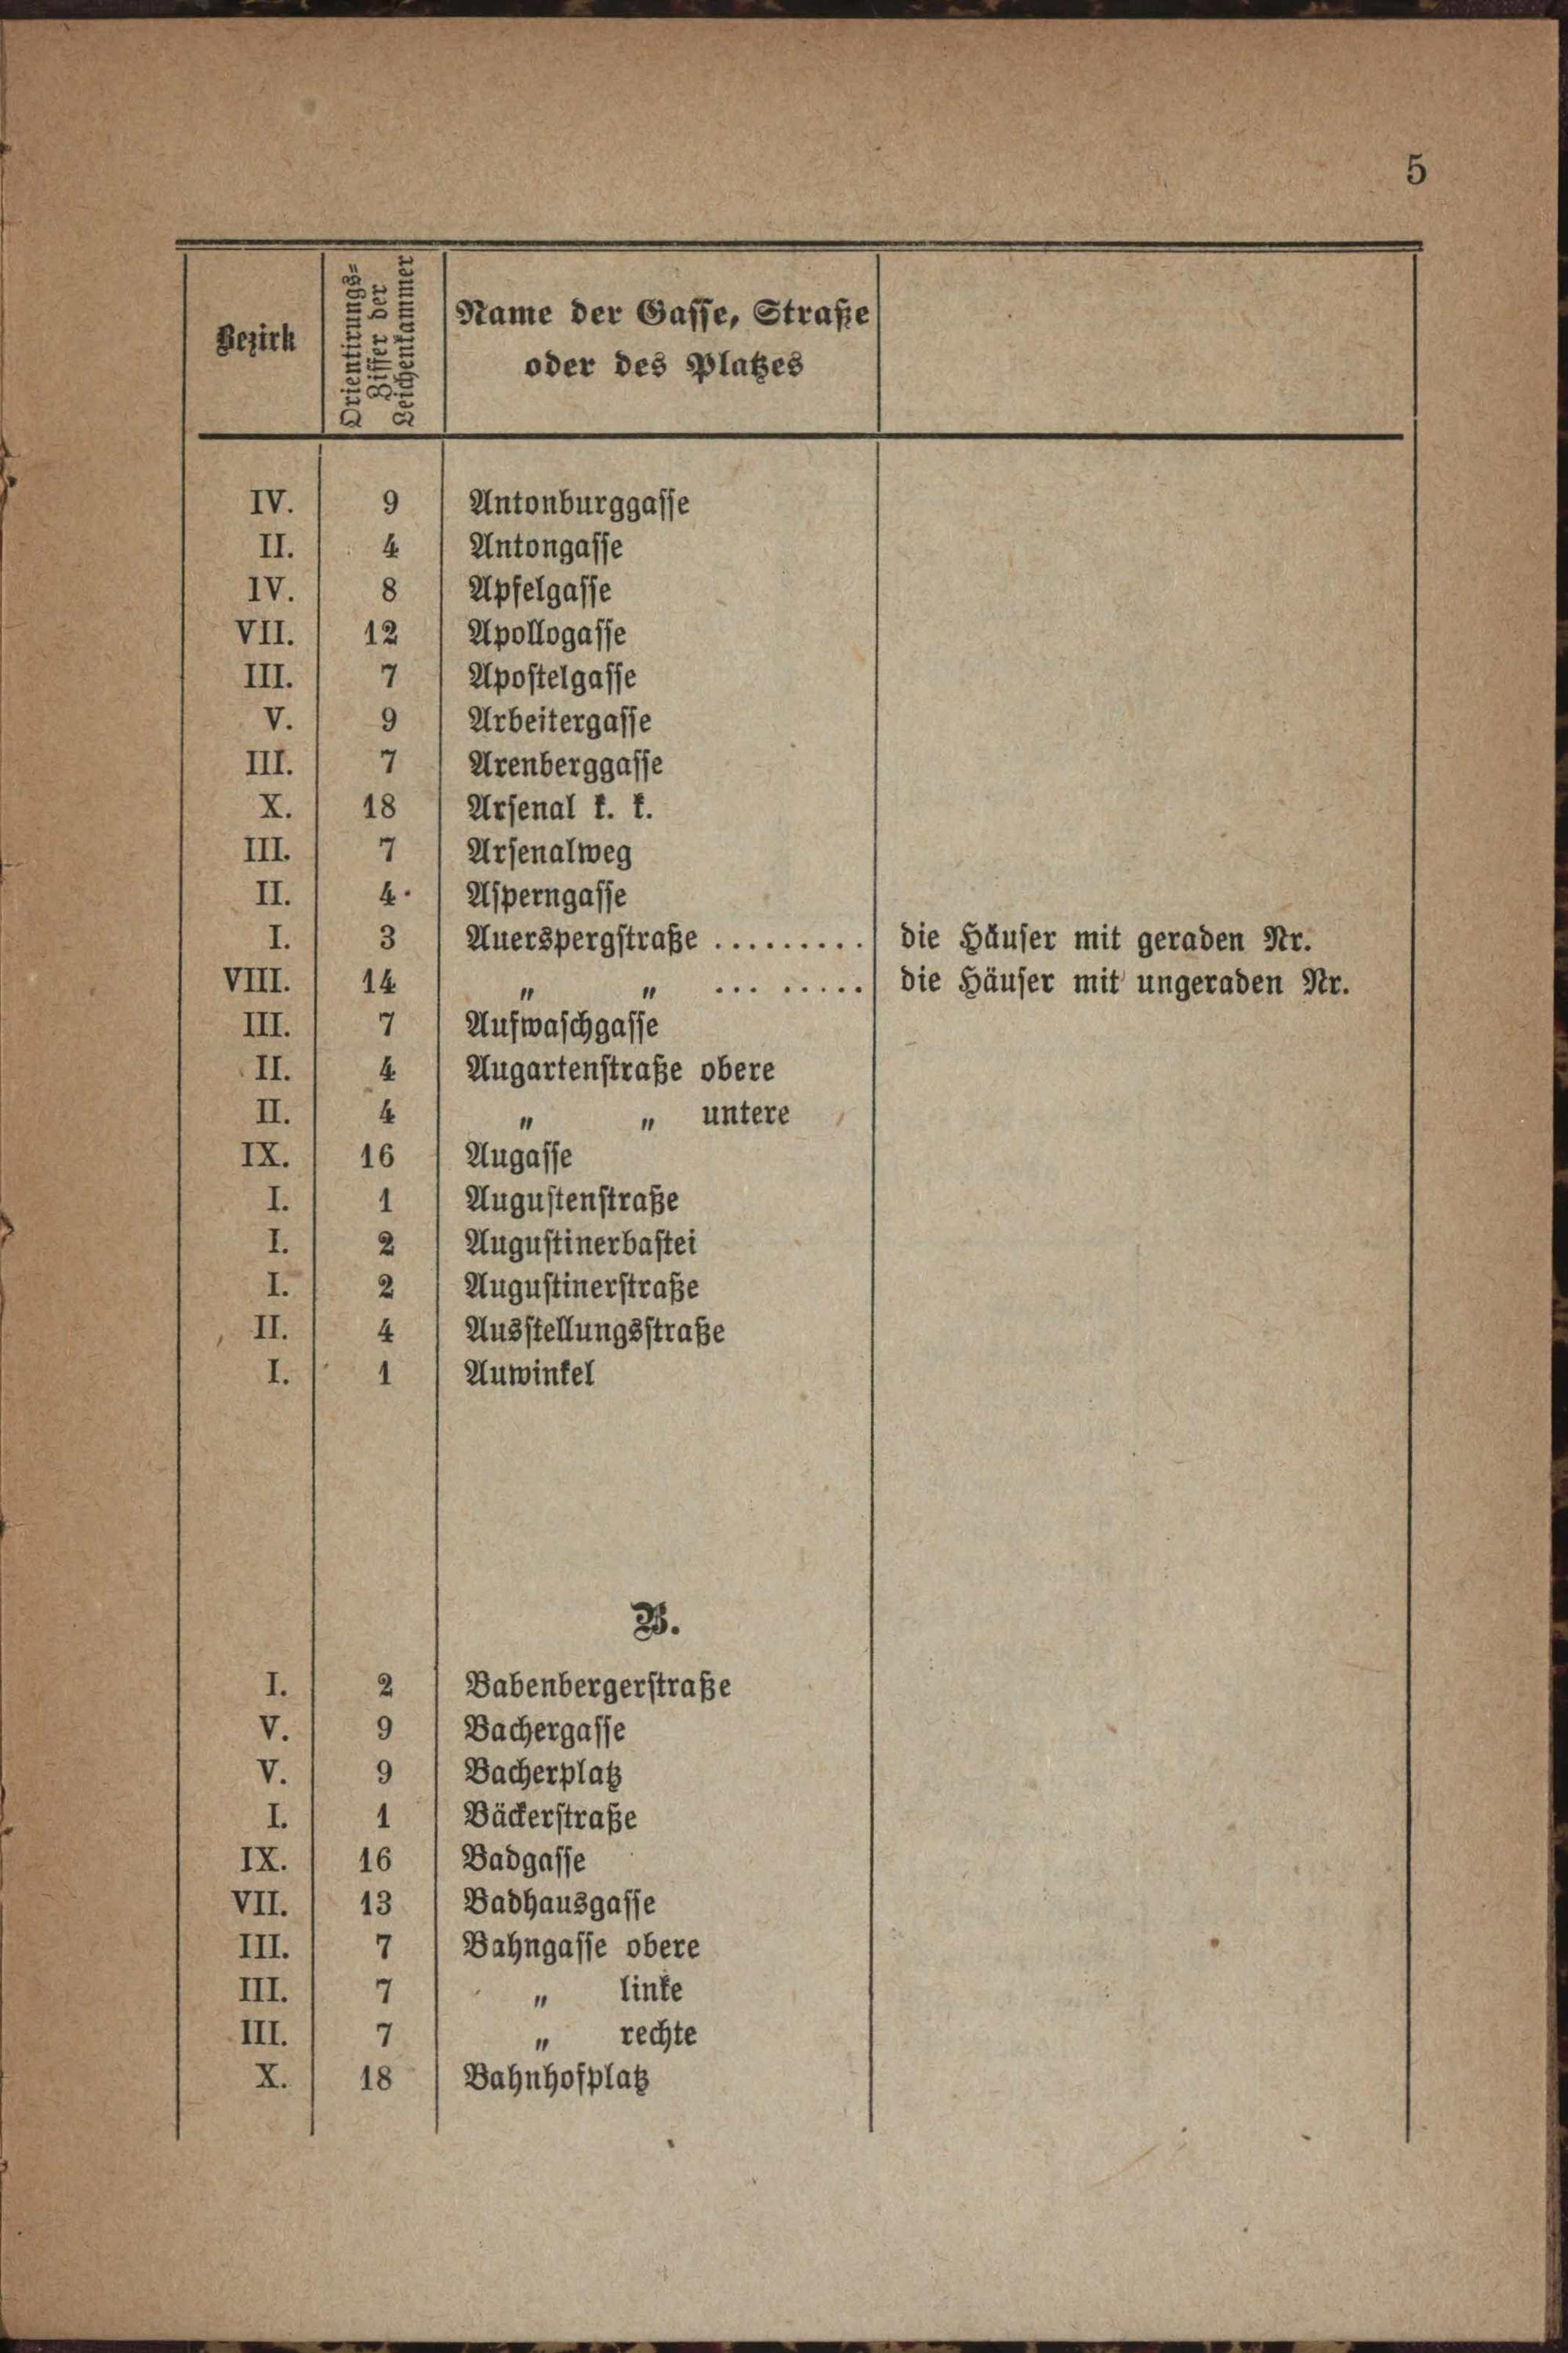 5
Bezirk
Orientirungs-
Ziffer der
Leichenkammer
Name der Gasse, Straße
oder des Platzes
IV. 9 Antonburggasse
II. 4 Antongasse
IV. 8 Apfelgasse
VII. 12 Apollogasse
III. 7 Apostelgasse
V. 9 Arbeitergasse
III. 7 Arenberggasse
X. 18 Arsenal k. k.
III. 7 Arsenalweg
II. 4 Asperngasse
I. 3 Auerspergstraße ......... die Häuser mit geraden Nr.
VIII. 14 „ „ ... ..... die Häuser mit ungeraden Nr.
III. 7 Aufwaschgasse
II. 4 Augartenstraße obere
II. 4 „ „ untere
IX. 16 Augasse
I. 1 Augustenstraße
I. 2 Augustinerbastei
I. 2 Augustinerstraße
II. 4 Ausstellungsstraße
I. 1 Auwinkel
B.
I. 2 Babenbergerstraße
V. 9 Bachergasse
V. 9 Bacherplatz
I. 1 Bäckerstraße
IX. 16 Badgasse
VII. 13 Badhausgasse
III. 7 Bahngasse obere
III. 7 „ linke
III. 7 „ rechte
X. 18 Bahnhofplatz